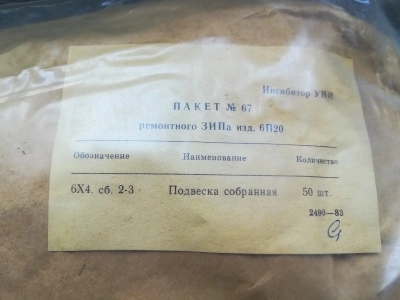 Ингибитор УНИ
ПАКЕТ № 67
ремонтного ЗИПа изд. 6П20
Обозначение Наименование Количество
6Х4. сб. 2-3 Подвеска собранная 50 шт.
2490—83